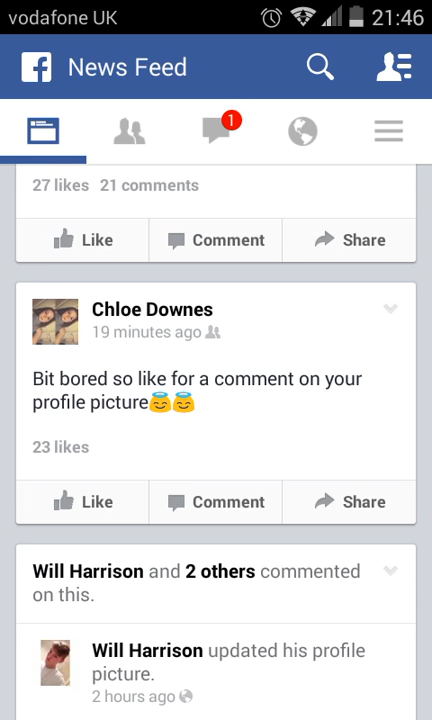 vodafone UK 21:46
f News Feed
1
27 likes 21 comments
Like Comment Share
Chloe Downes
19 minutes ago
Bit bored so like for a comment on your
profile picture😇😇
23 likes
Like Comment Share
Will Harrison and 2 others commented
on this.
Will Harrison updated his profile
picture.
2 hours ago